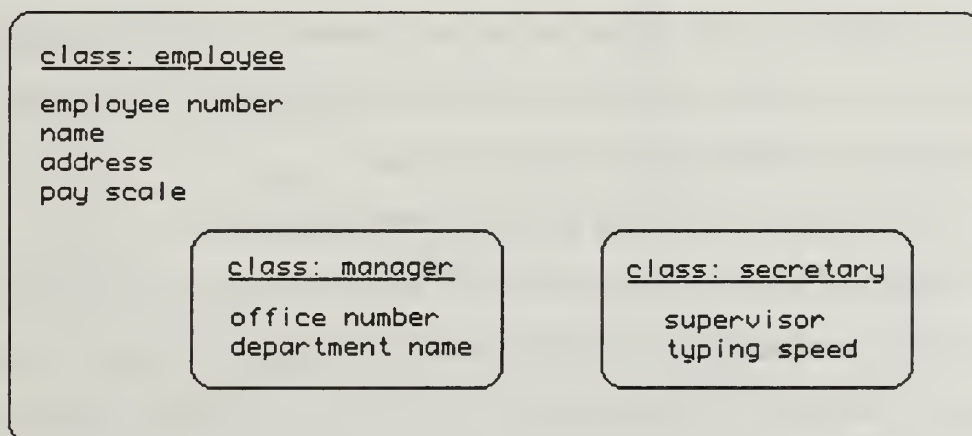 class: employee
employee number
name
address
pay scale
class: manager
office number
department name
class: secretary
supervisor
typing speed